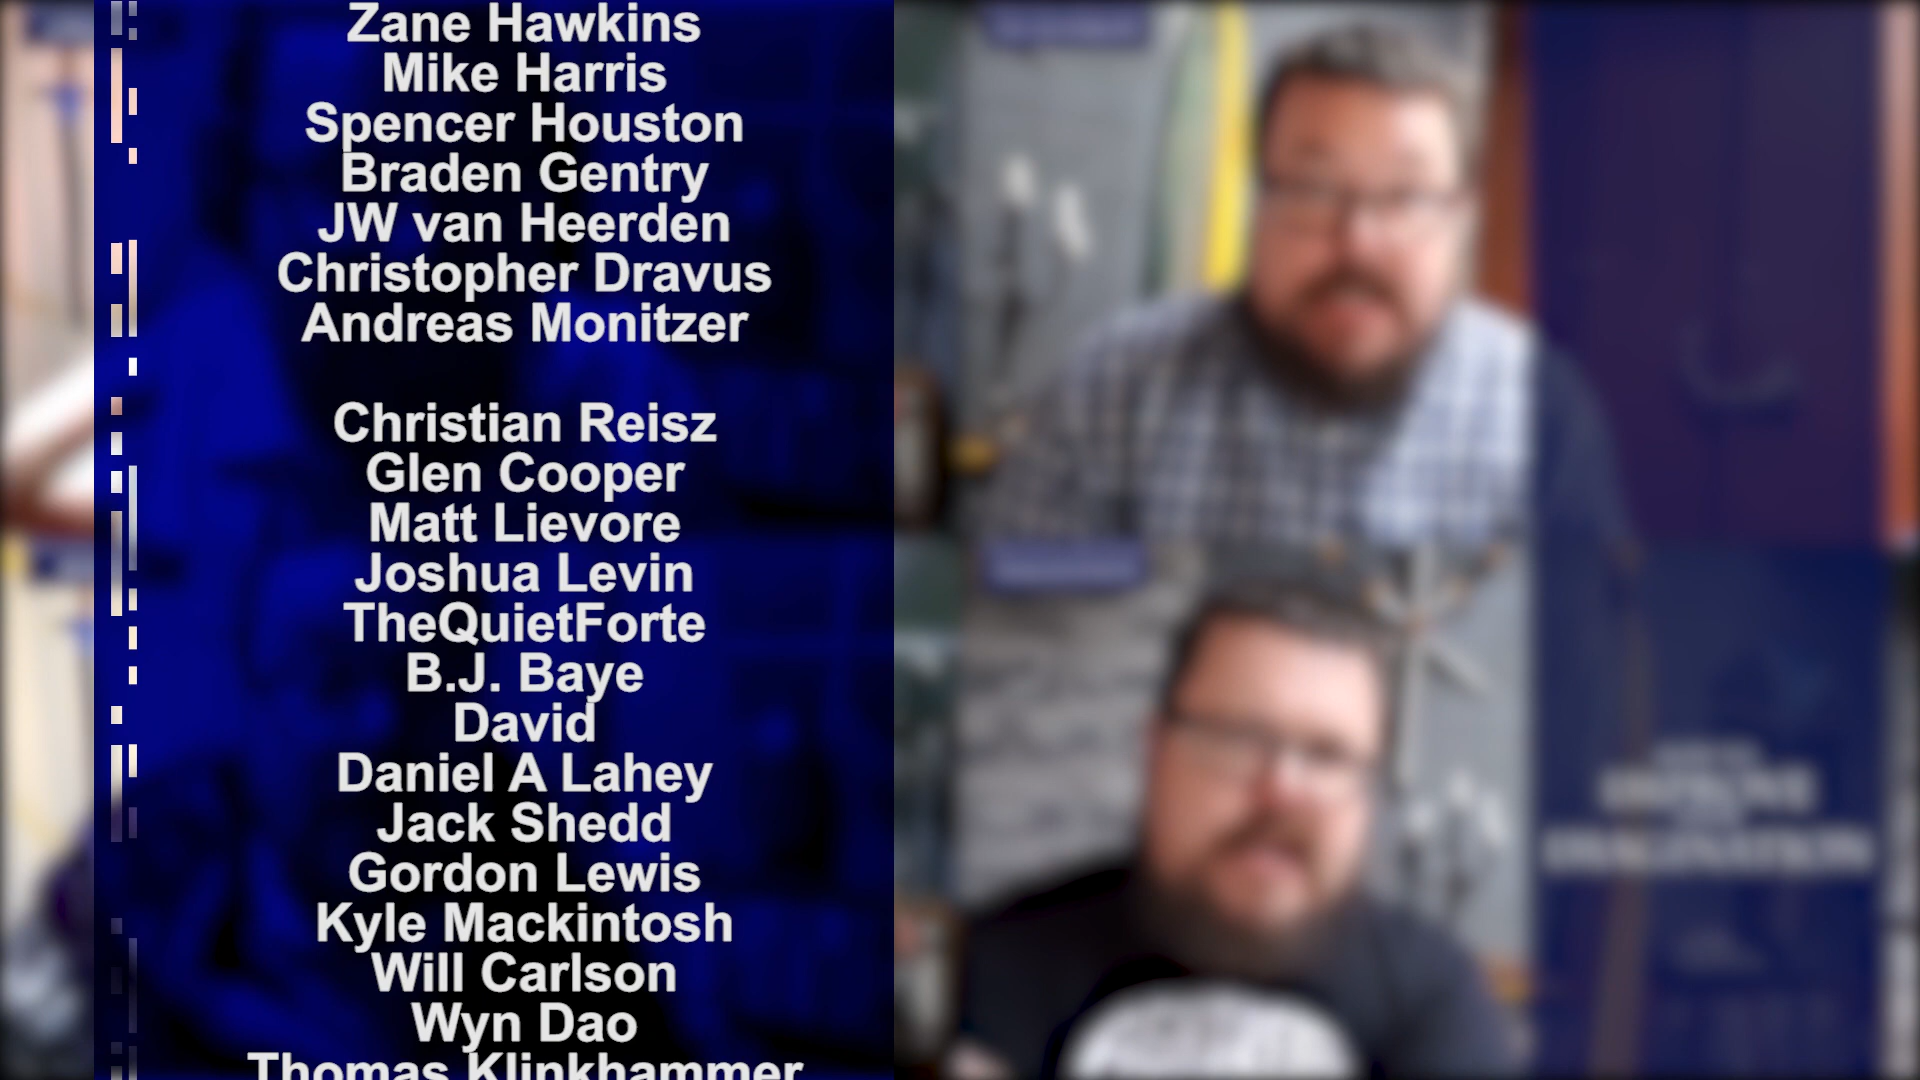 Zane Hawkins
Mike Harris
Spencer Houston
Braden Gentry
JW van Heerden
Christopher Dravus
Andreas Monitzer
Christian Reisz
Glen Cooper
Matt Lievore
Joshua Levin
TheQuietForte
B.J. Baye
David
Daniel A Lahey
Jack Shedd
Gordon Lewis
Kyle Mackintosh
Will Carlson
Wyn Dao
Thomas Klinkhammer
IMAGINATION